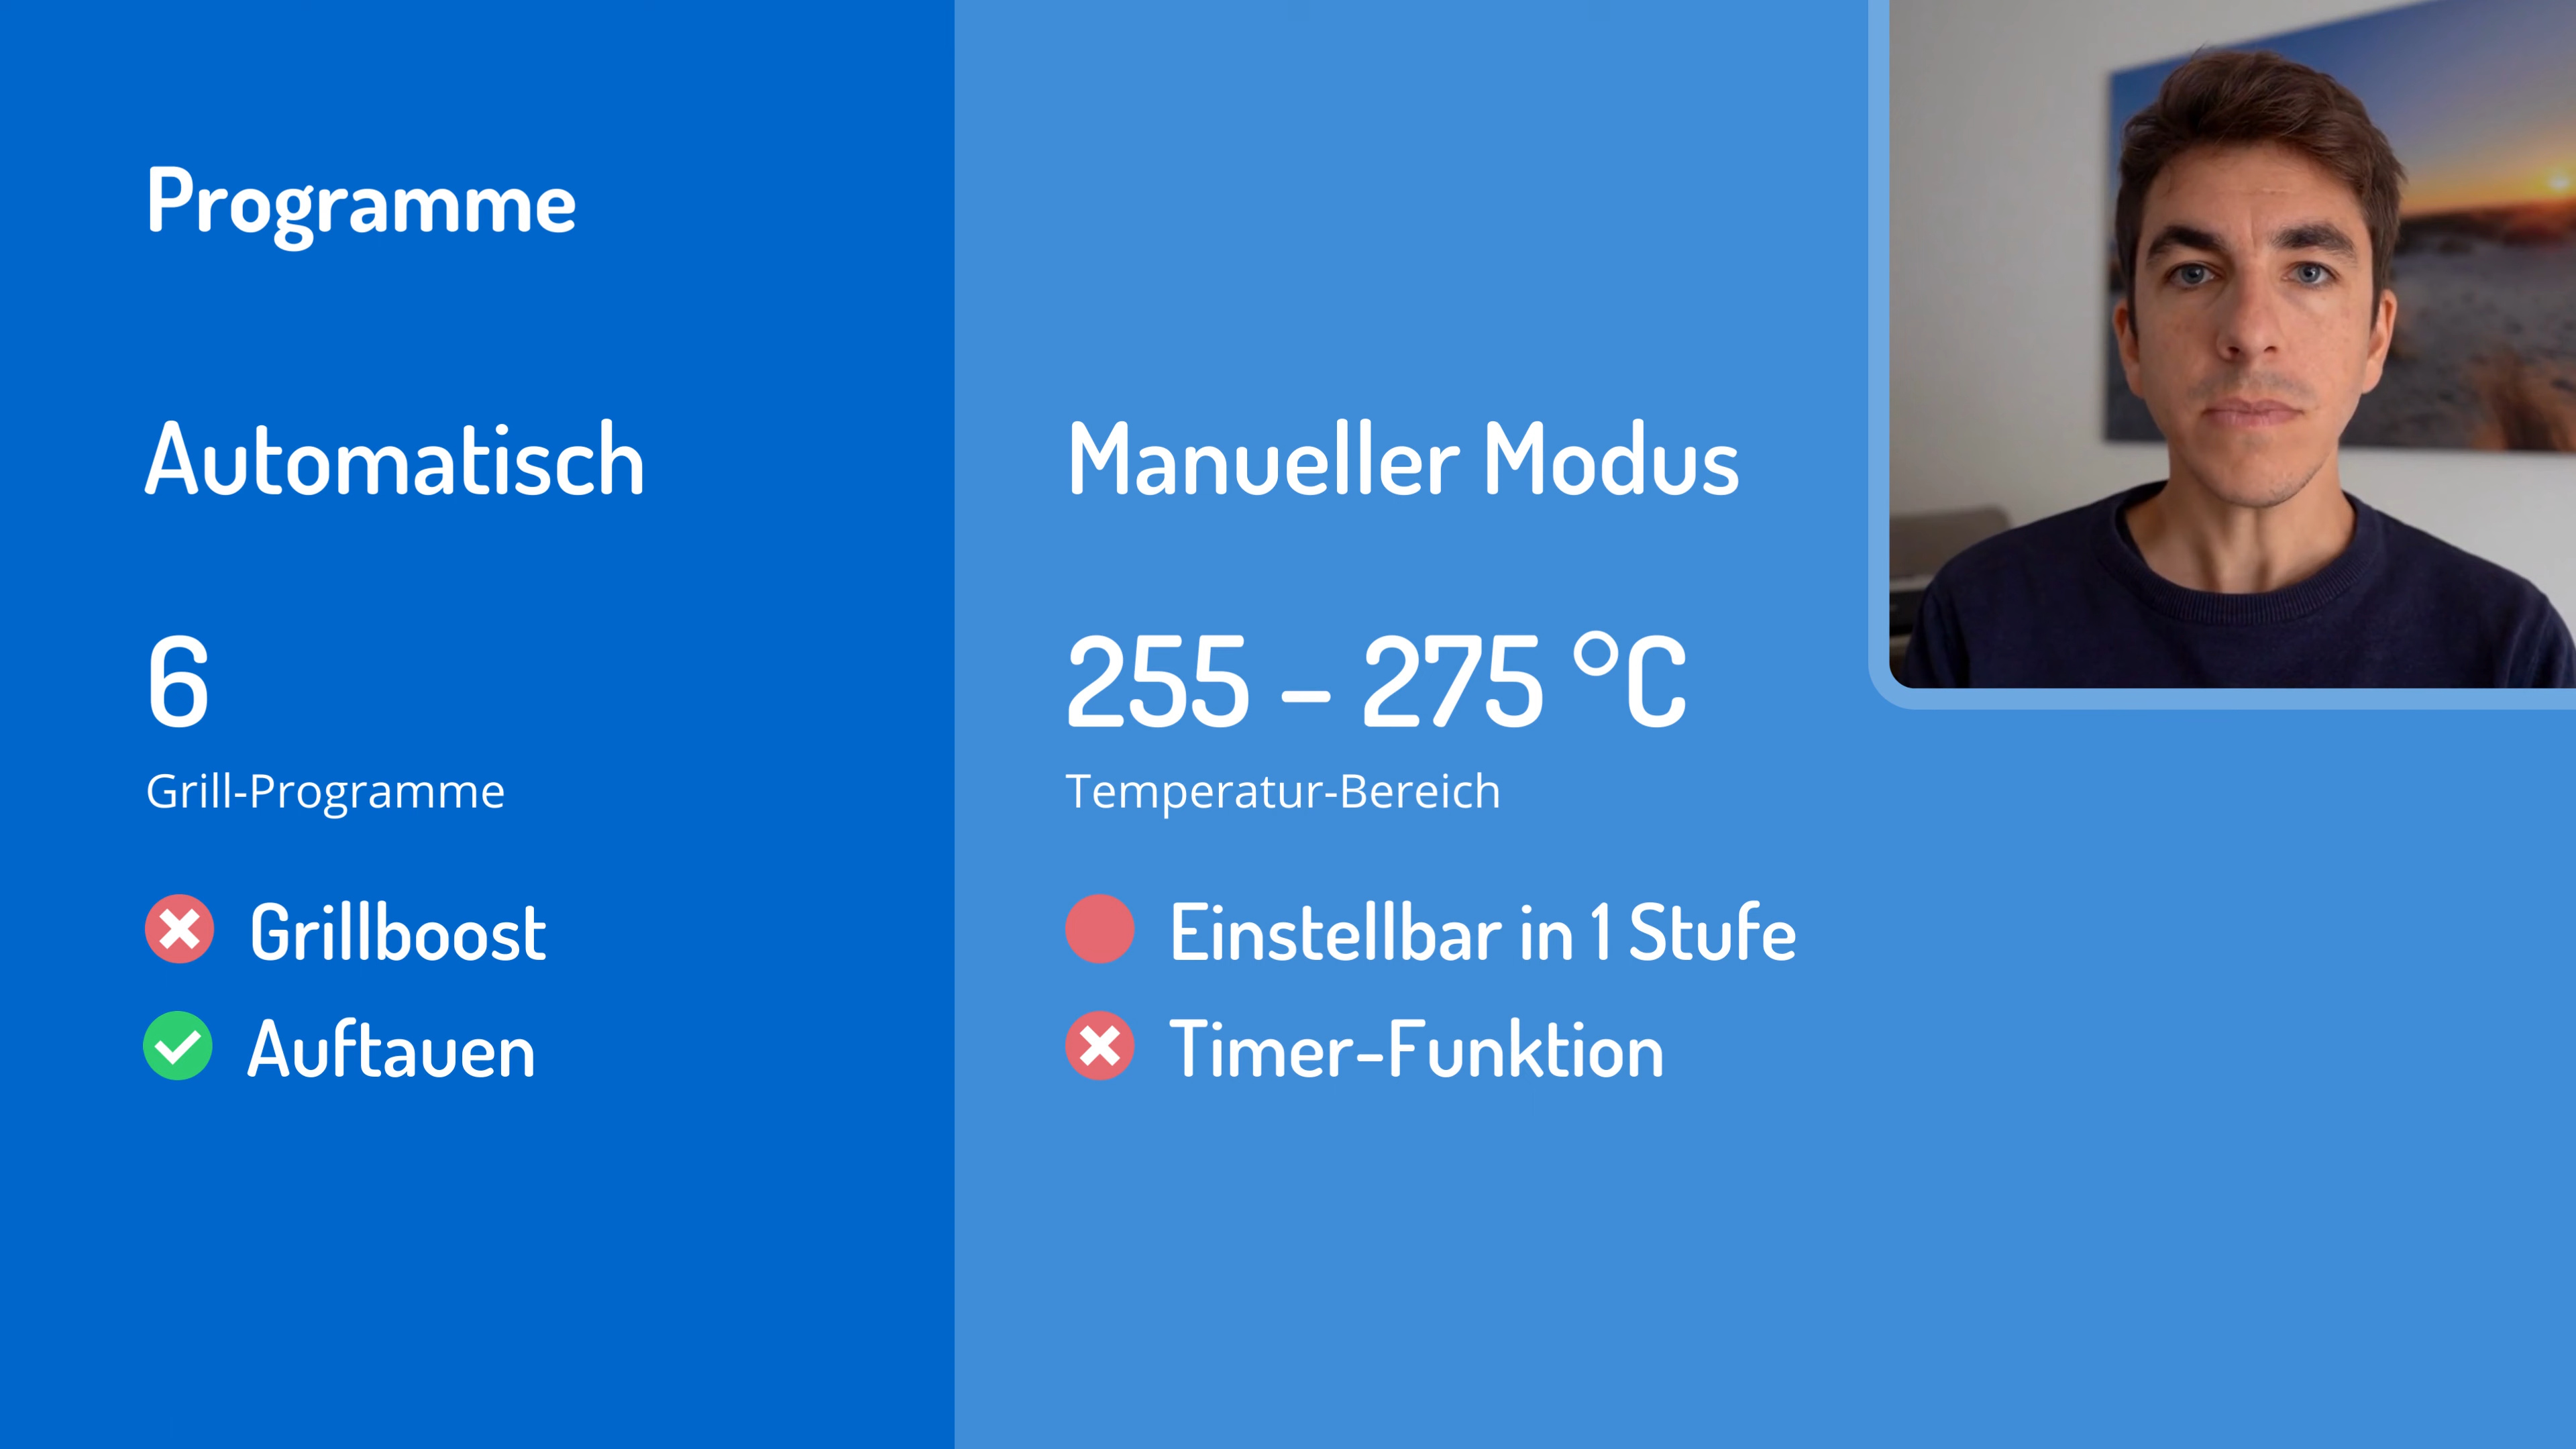 Programme
Automatisch
6
Grill-Programme
Grillboost
Auftauen
Manueller Modus
255 – 275 °C
Temperatur-Bereich
Einstellbar in 1 Stufe
Timer-Funktion